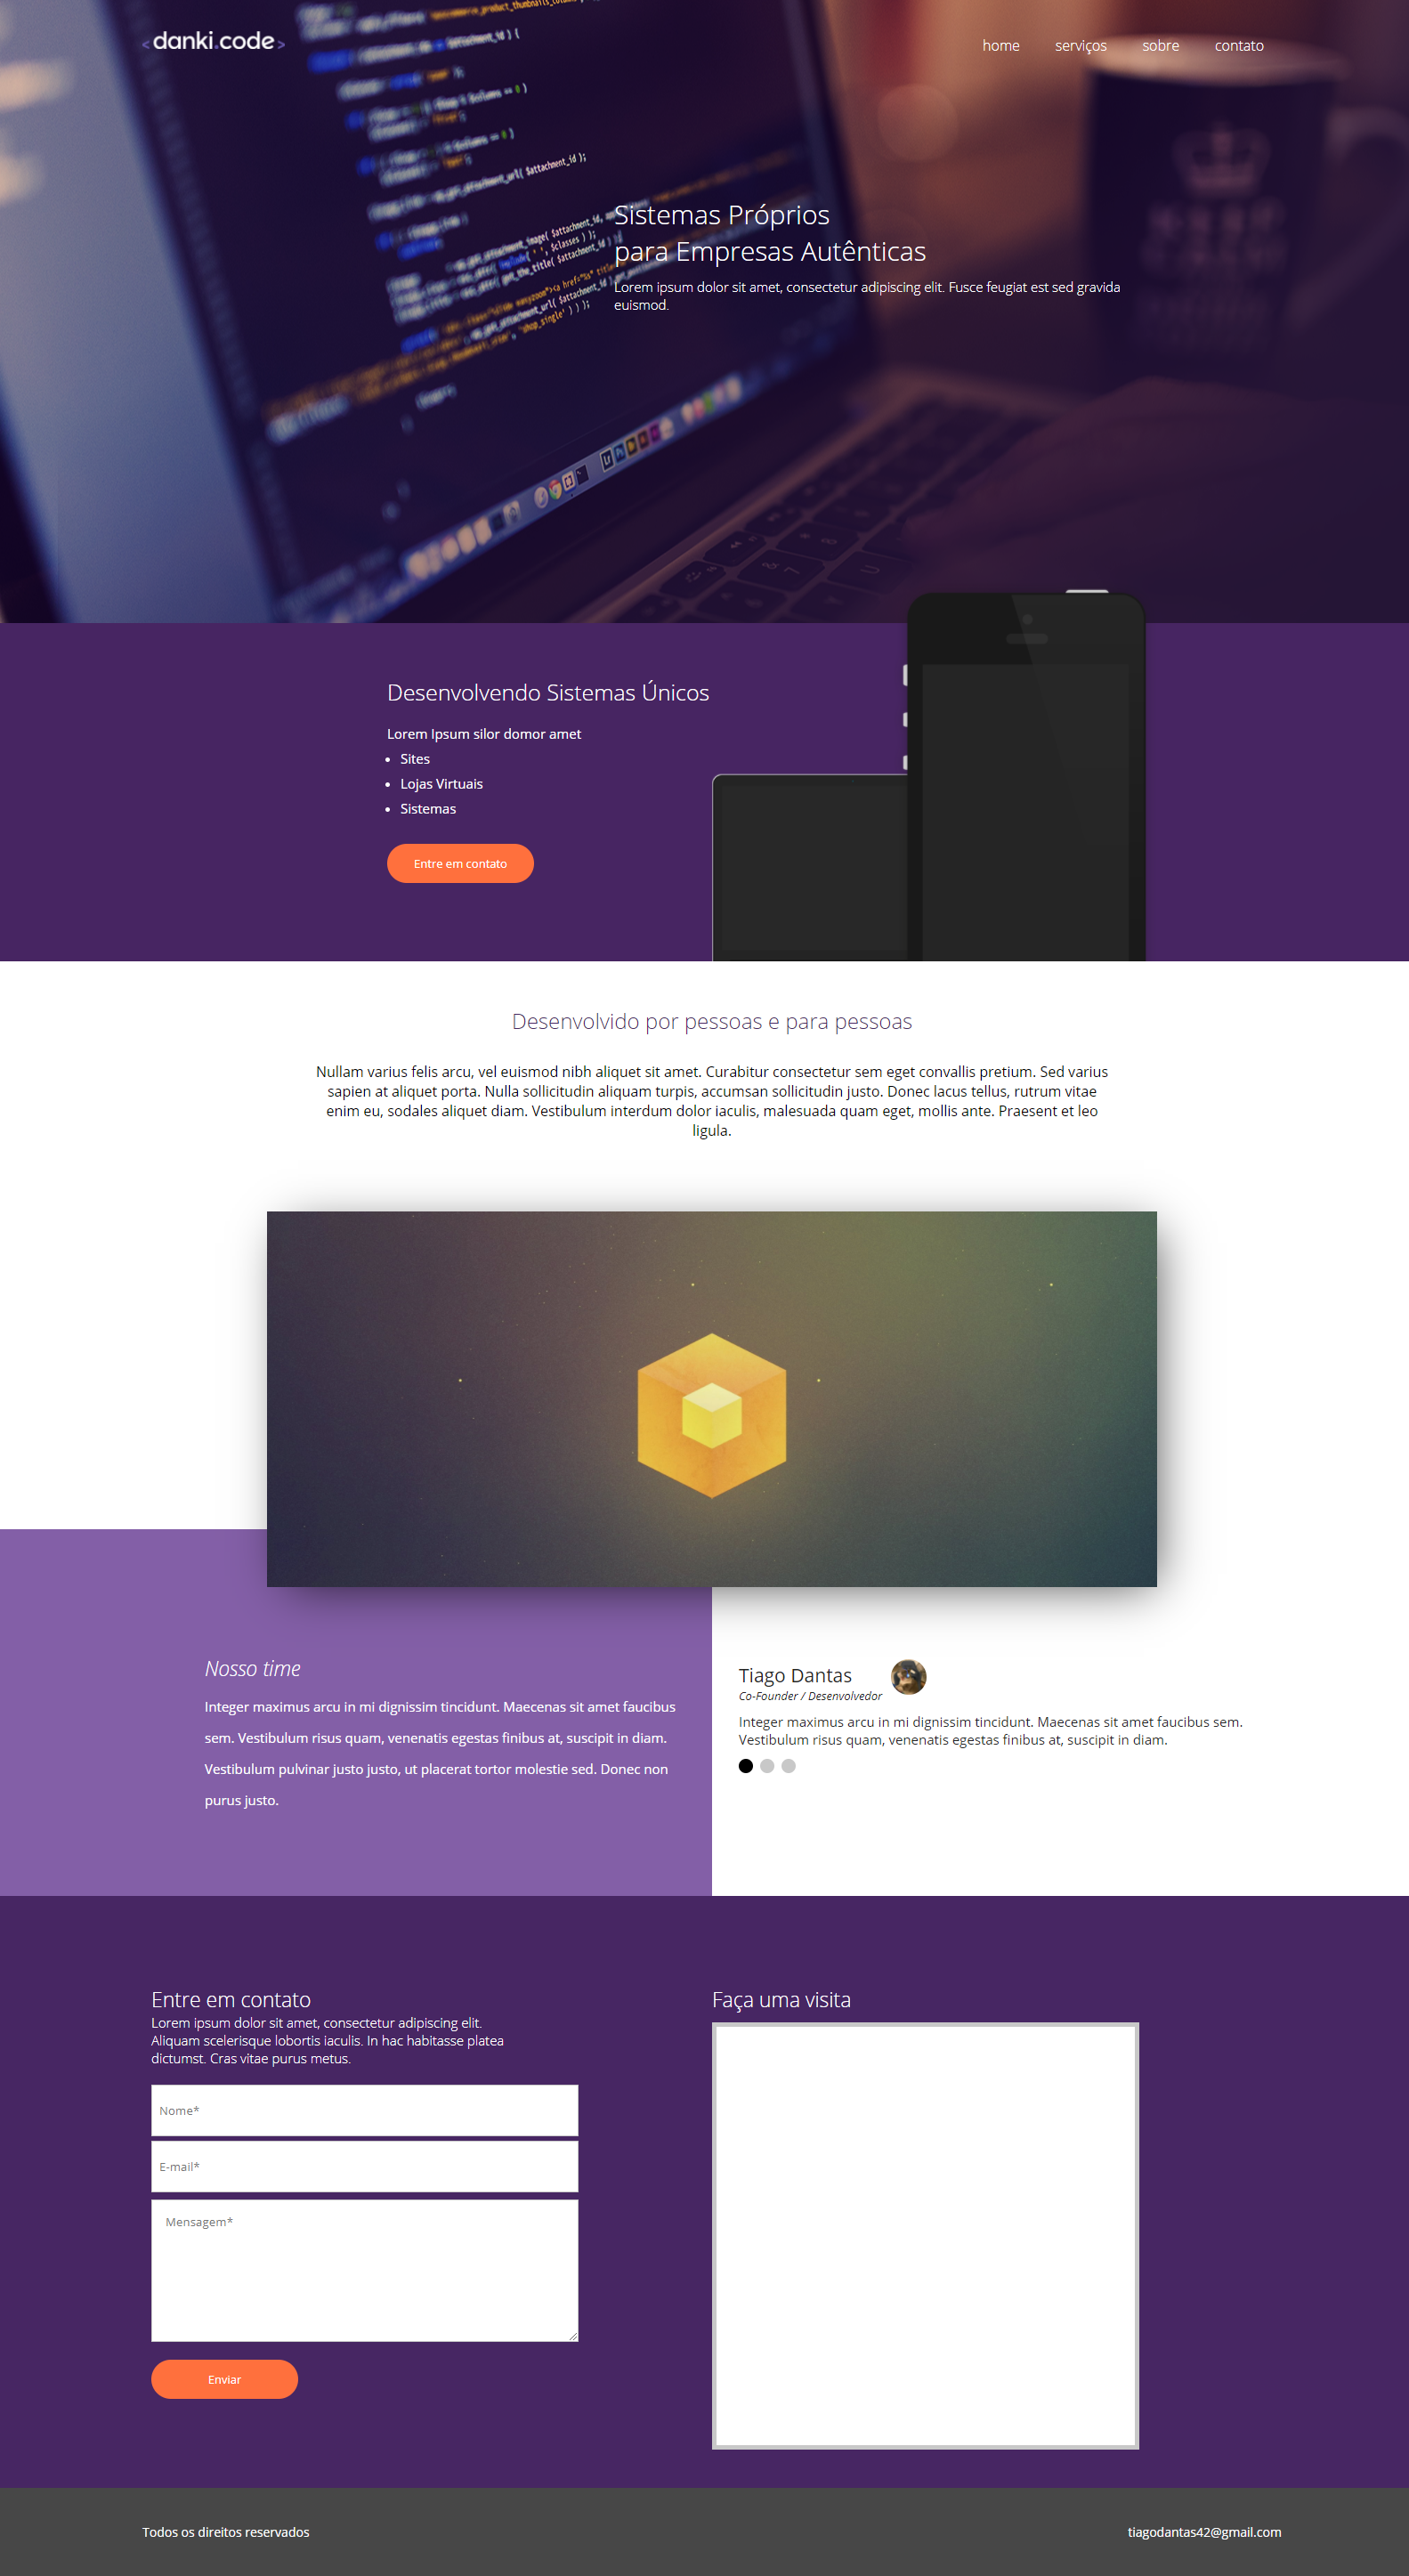 <danki.code>
home serviços sobre contato
$attachment_id ) {
$attachment_id );
Sistemas Próprios
para Empresas Autênticas
Lorem ipsum dolor sit amet, consectetur adipiscing elit. Fusce feugiat est sed gravida
euismod.
Desenvolvendo Sistemas Únicos
Lorem Ipsum silor domor amet
• Sites
• Lojas Virtuais
• Sistemas
Entre em contato
Desenvolvido por pessoas e para pessoas
Nullam varius felis arcu, vel euismod nibh aliquet sit amet. Curabitur consectetur sem eget convallis pretium. Sed varius
sapien at aliquet porta. Nulla sollicitudin aliquam turpis, accumsan sollicitudin justo. Donec lacus tellus, rutrum vitae
enim eu, sodales aliquet diam. Vestibulum interdum dolor iaculis, malesuada quam eget, mollis ante. Praesent et leo
ligula.
Nosso time
Integer maximus arcu in mi dignissim tincidunt. Maecenas sit amet faucibus
sem. Vestibulum risus quam, venenatis egestas finibus at, suscipit in diam.
Vestibulum pulvinar justo justo, ut placerat tortor molestie sed. Donec non
purus justo.
Tiago Dantas
Co-Founder / Desenvolvedor
Integer maximus arcu in mi dignissim tincidunt. Maecenas sit amet faucibus sem.
Vestibulum risus quam, venenatis egestas finibus at, suscipit in diam.
Entre em contato
Lorem ipsum dolor sit amet, consectetur adipiscing elit.
Aliquam scelerisque lobortis iaculis. In hac habitasse platea
dictumst. Cras vitae purus metus.
Nome*
E-mail*
Mensagem*
Enviar
Faça uma visita
Todos os direitos reservados
tiagodantas42@gmail.com